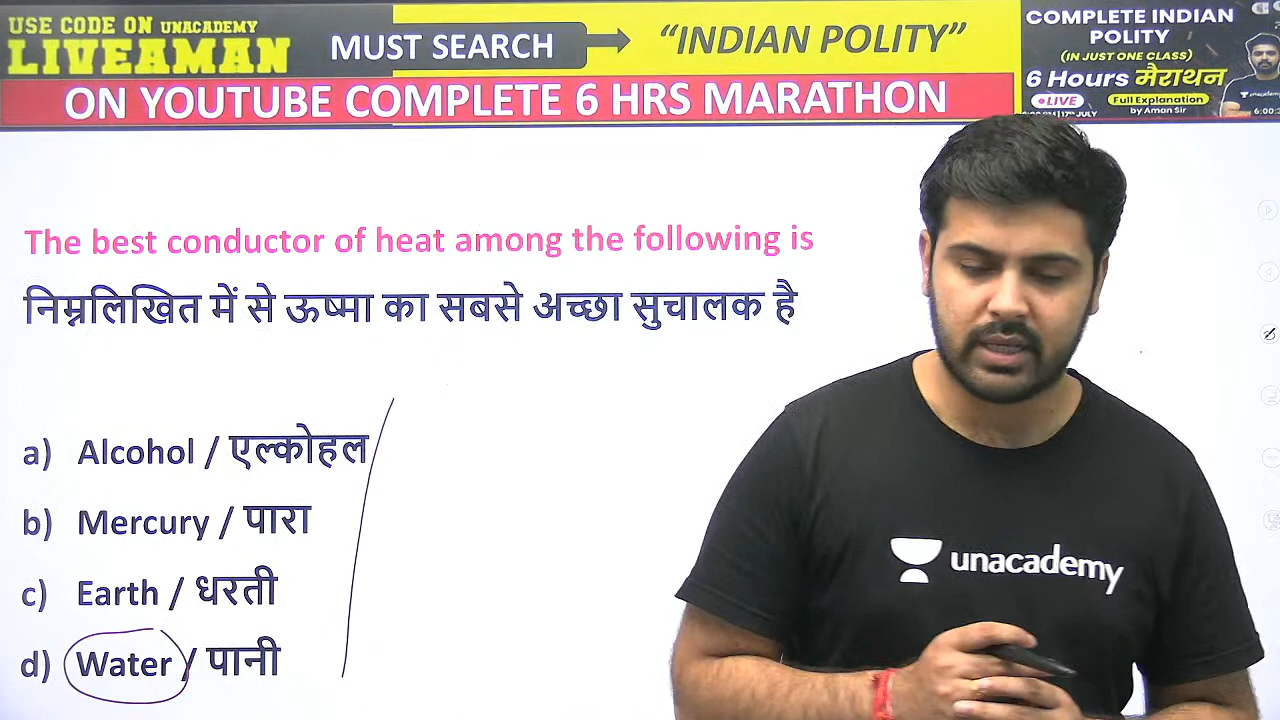 USE CODE ON UNACADEMY
LIVEAMAN
MUST SEARCH
"INDIAN POLITY"
ON YOUTUBE COMPLETE 6 HRS MARATHON
COMPLETE INDIAN
POLITY
(IN JUST ONE CLASS)
6 Hours मैराथन
LIVE
Full Explanation
by Aman Sir
The best conductor of heat among the following is
निम्नलिखित में से ऊष्मा का सबसे अच्छा सुचालक है
a) Alcohol / एल्कोहल
b) Mercury / पारा
c) Earth / धरती
d) Water / पानी
unacademy